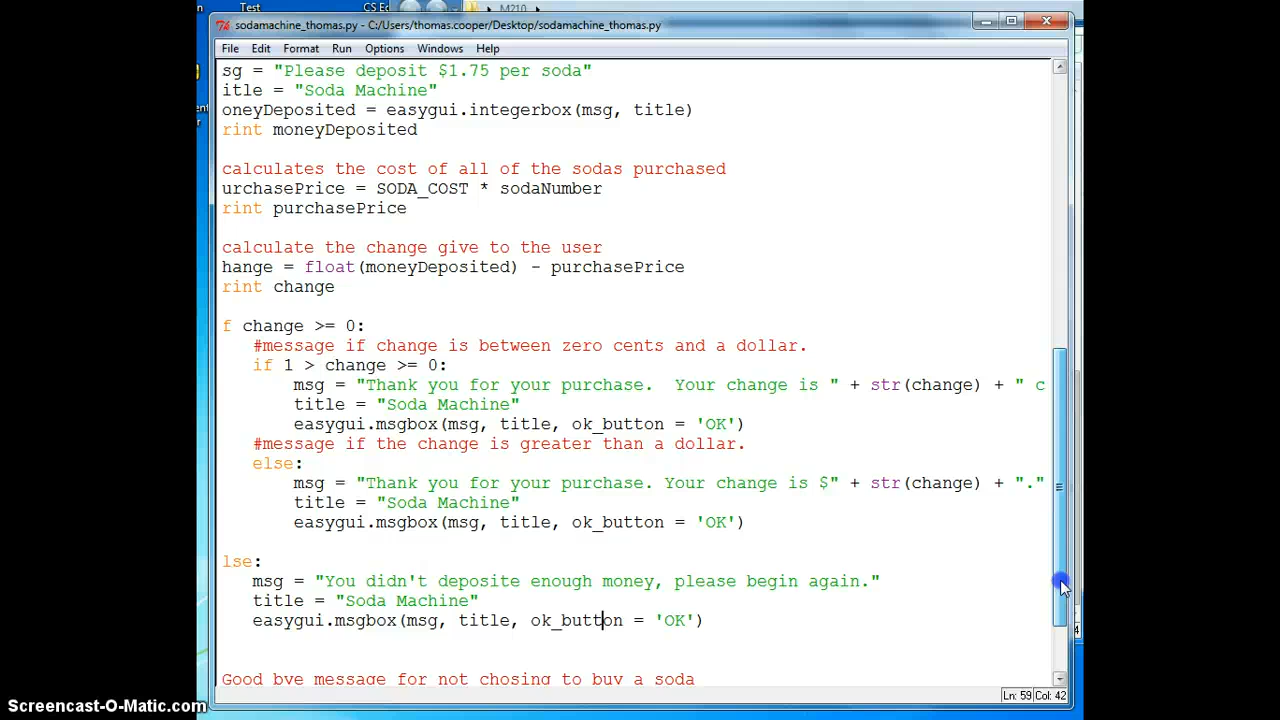 Test CS Ec M210
sodamachine_thomas.py - C:/Users/thomas.cooper/Desktop/sodamachine_thomas.py
File Edit Format Run Options Windows Help
sg = "Please deposit $1.75 per soda"
itle = "Soda Machine"
oneyDeposited = easygui.integerbox(msg, title)
rint moneyDeposited
calculates the cost of all of the sodas purchased
urchasePrice = SODA_COST * sodaNumber
rint purchasePrice
calculate the change give to the user
hange = float(moneyDeposited) - purchasePrice
rint change
f change >= 0:
#message if change is between zero cents and a dollar.
if 1 > change >= 0:
msg = "Thank you for your purchase.  Your change is " + str(change) + " c
title = "Soda Machine"
easygui.msgbox(msg, title, ok_button = 'OK')
#message if the change is greater than a dollar.
else:
msg = "Thank you for your purchase. Your change is $" + str(change) + "."
title = "Soda Machine"
easygui.msgbox(msg, title, ok_button = 'OK')
lse:
msg = "You didn't deposite enough money, please begin again."
title = "Soda Machine"
easygui.msgbox(msg, title, ok_button = 'OK')
Good bye message for not chosing to buy a soda
Ln: 59 Col: 42
Screencast-O-Matic.com